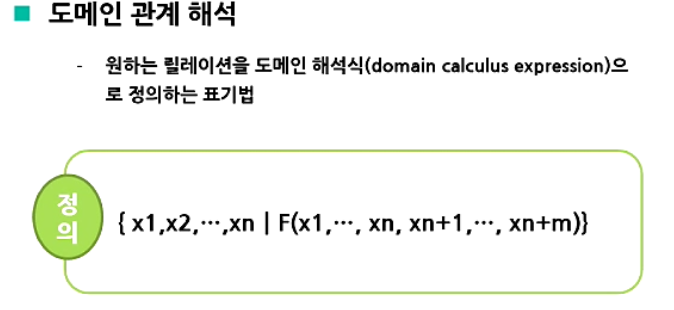 ■ 도메인 관계 해석
- 원하는 릴레이션을 도메인 해석식(domain calculus expression)으
로 정의하는 표기법
정
의
{ x1,x2,⋯,xn | F(x1,⋯, xn, xn+1,⋯, xn+m)}